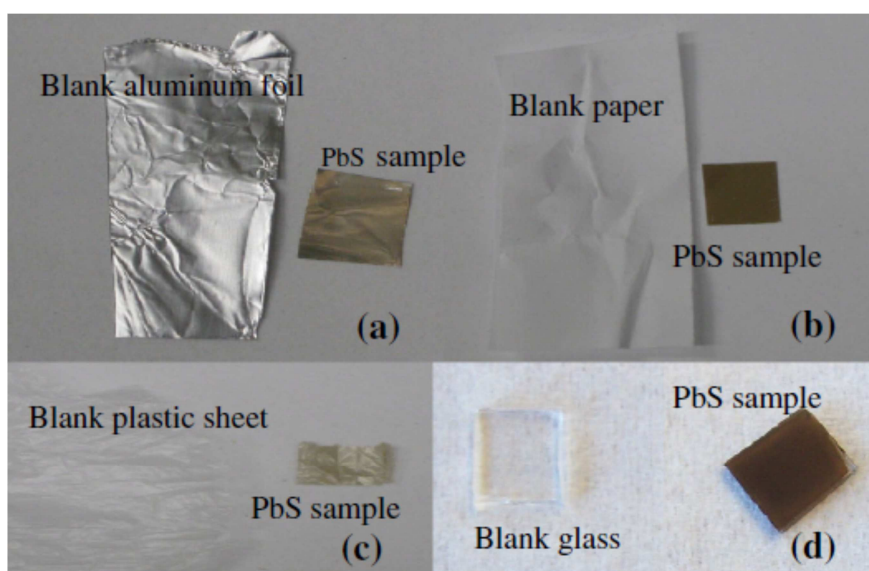 Blank aluminum foil
PbS sample
(a)
Blank paper
PbS sample
(b)
Blank plastic sheet
PbS sample
(c)
PbS sample
Blank glass
(d)